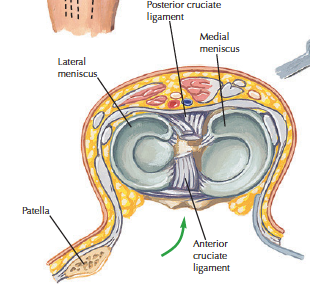 Posterior cruciate
ligament
Medial
meniscus
Lateral
meniscus
Patella
Anterior
cruciate
ligament